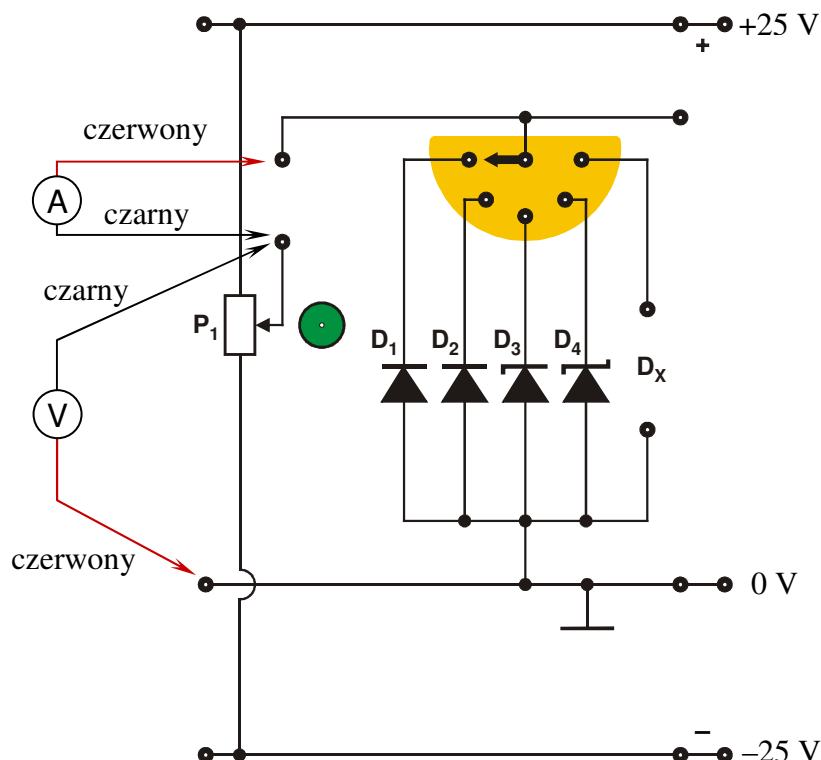 +25 V
+
czerwony
A
czarny
czarny
P1
D1
D2
D3
D4
DX
V
czerwony
0 V
–
–25 V